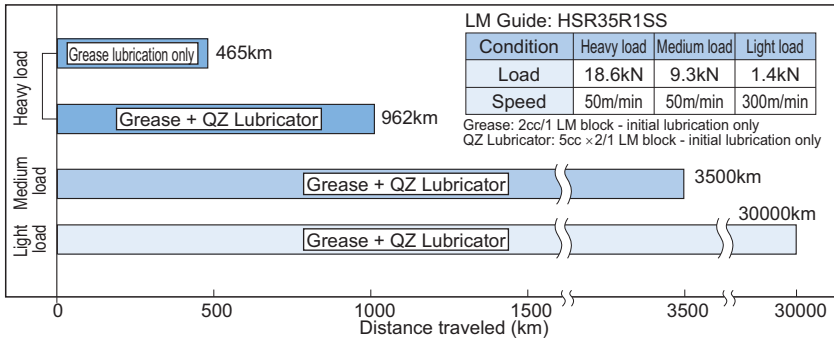 LM Guide: HSR35R1SS
Condition Heavy load Medium load Light load
Load 18.6kN 9.3kN 1.4kN
Speed 50m/min 50m/min 300m/min
Grease: 2cc/1 LM block - initial lubrication only
QZ Lubricator: 5cc ×2/1 LM block - initial lubrication only
Heavy load
Grease lubrication only 465km
Grease + QZ Lubricator 962km
Medium
load
Grease + QZ Lubricator 3500km
Light
load
Grease + QZ Lubricator 30000km
0 500 1000 1500 3500 30000
Distance traveled (km)